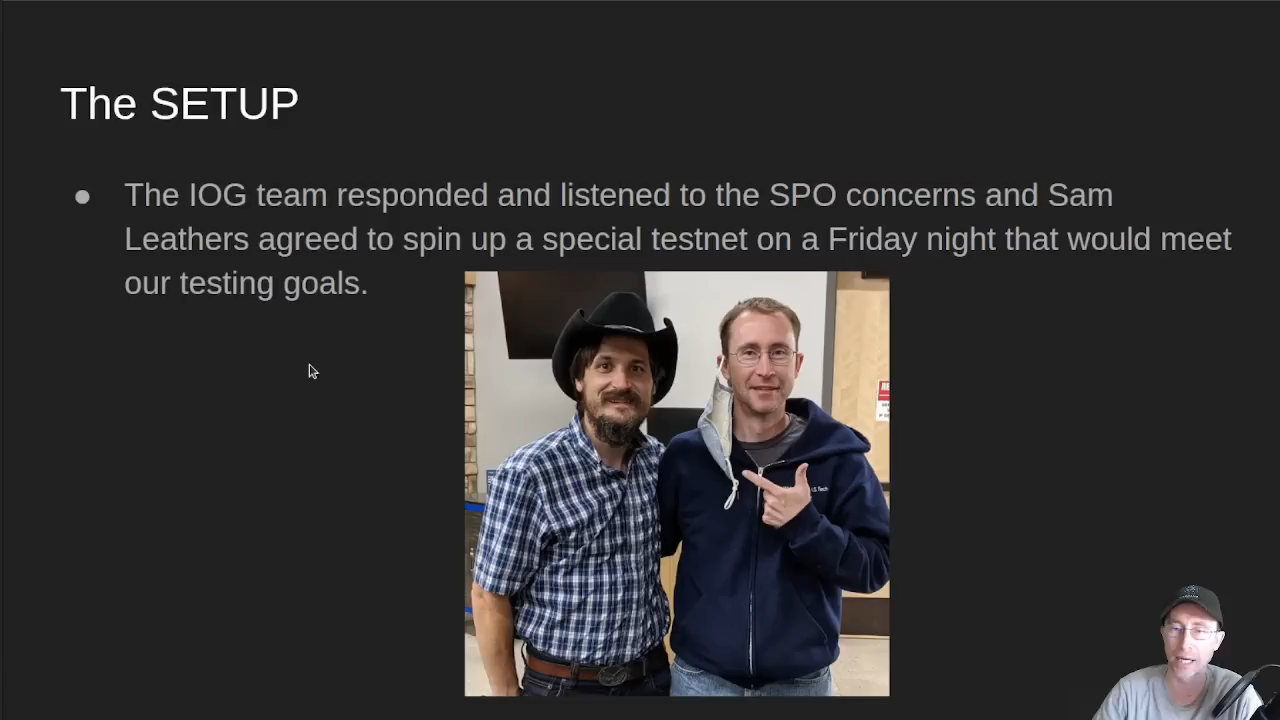 The SETUP
● The IOG team responded and listened to the SPO concerns and Sam
Leathers agreed to spin up a special testnet on a Friday night that would meet
our testing goals.